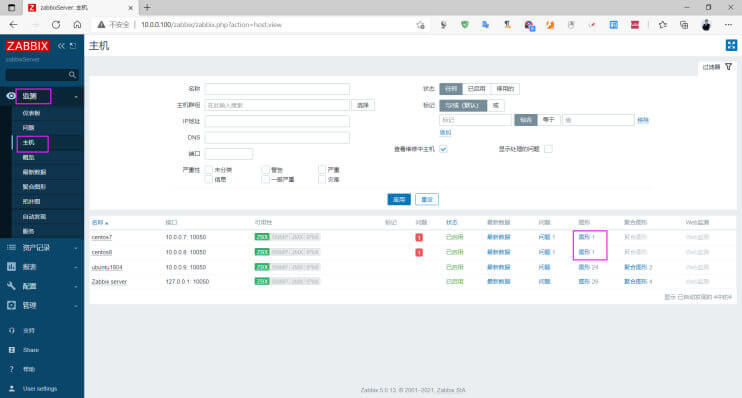 zabbixServer: 主机
不安全 | 10.0.0.100/zabbix/zabbix.php?action=host.view
ZABBIX
zabbixServer
监测
仪表板
问题
主机
概览
最新数据
聚合图形
拓扑图
自动发现
服务
资产记录
报表
配置
管理
支持
Share
帮助
User settings
主机
过滤器
名称
主机群组 在此输入搜索 选择
IP地址
DNS
端口
严重性 未分类 警告 严重
信息 一般严重 灾难
状态 任何 已启用 停用的
标记 与/或 (默认) 或
标记 包含 等于 值 移除
添加
查看维修中主机 显示处理的问题
应用 重设
名称 接口 可用性 标记 问题 状态 最新数据 问题 图形 聚合图形 Web监测
centos7 10.0.0.7: 10050 ZBX SNMP JMX IPMI 1 已启用 最新数据 问题 1 图形 1 聚合图形 Web监测
centos8 10.0.0.8: 10050 ZBX SNMP JMX IPMI 1 已启用 最新数据 问题 1 图形 1 聚合图形 Web监测
ubuntu1804 10.0.0.9: 10050 ZBX SNMP JMX IPMI 已启用 最新数据 问题 图形 24 聚合图形 2 Web监测
Zabbix server 127.0.0.1: 10050 ZBX SNMP JMX IPMI 已启用 最新数据 问题 图形 29 聚合图形 4 Web监测
显示 已自动发现的 4中的4
Zabbix 5.0.13. © 2001–2021, Zabbix SIA